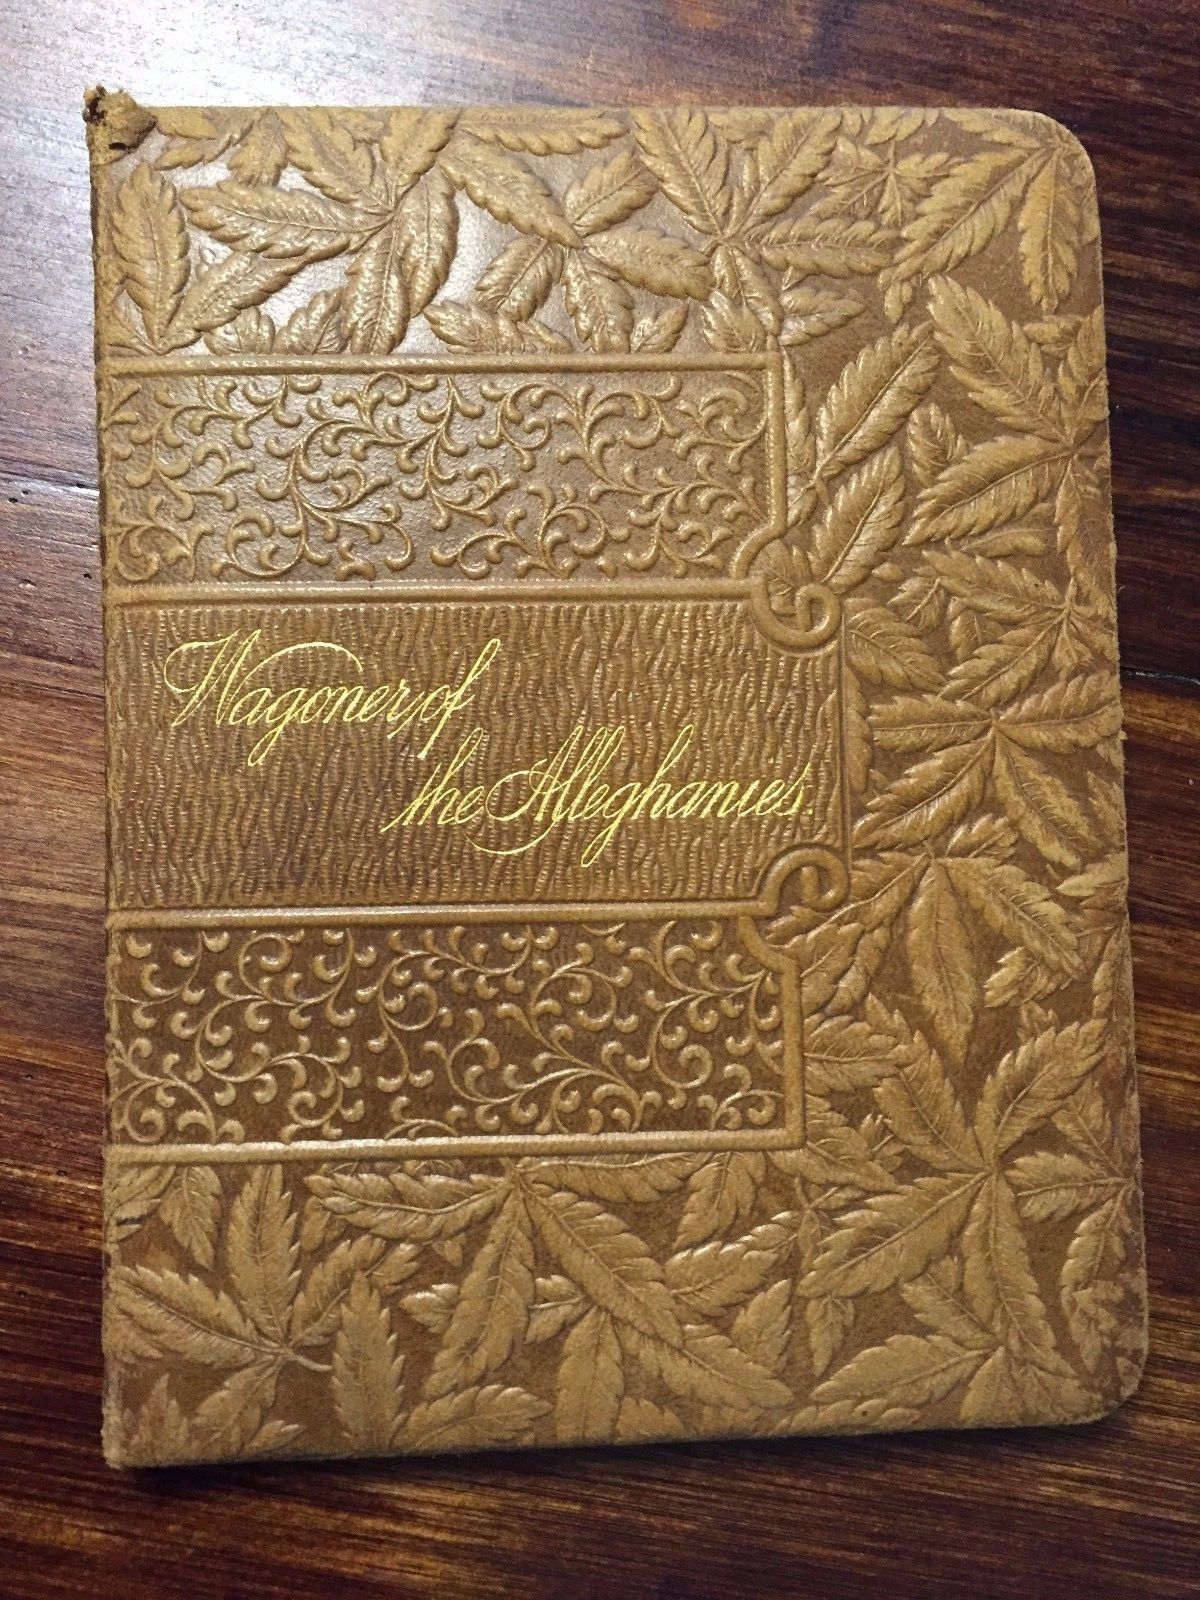 Wagoner of
the Alleghanies.